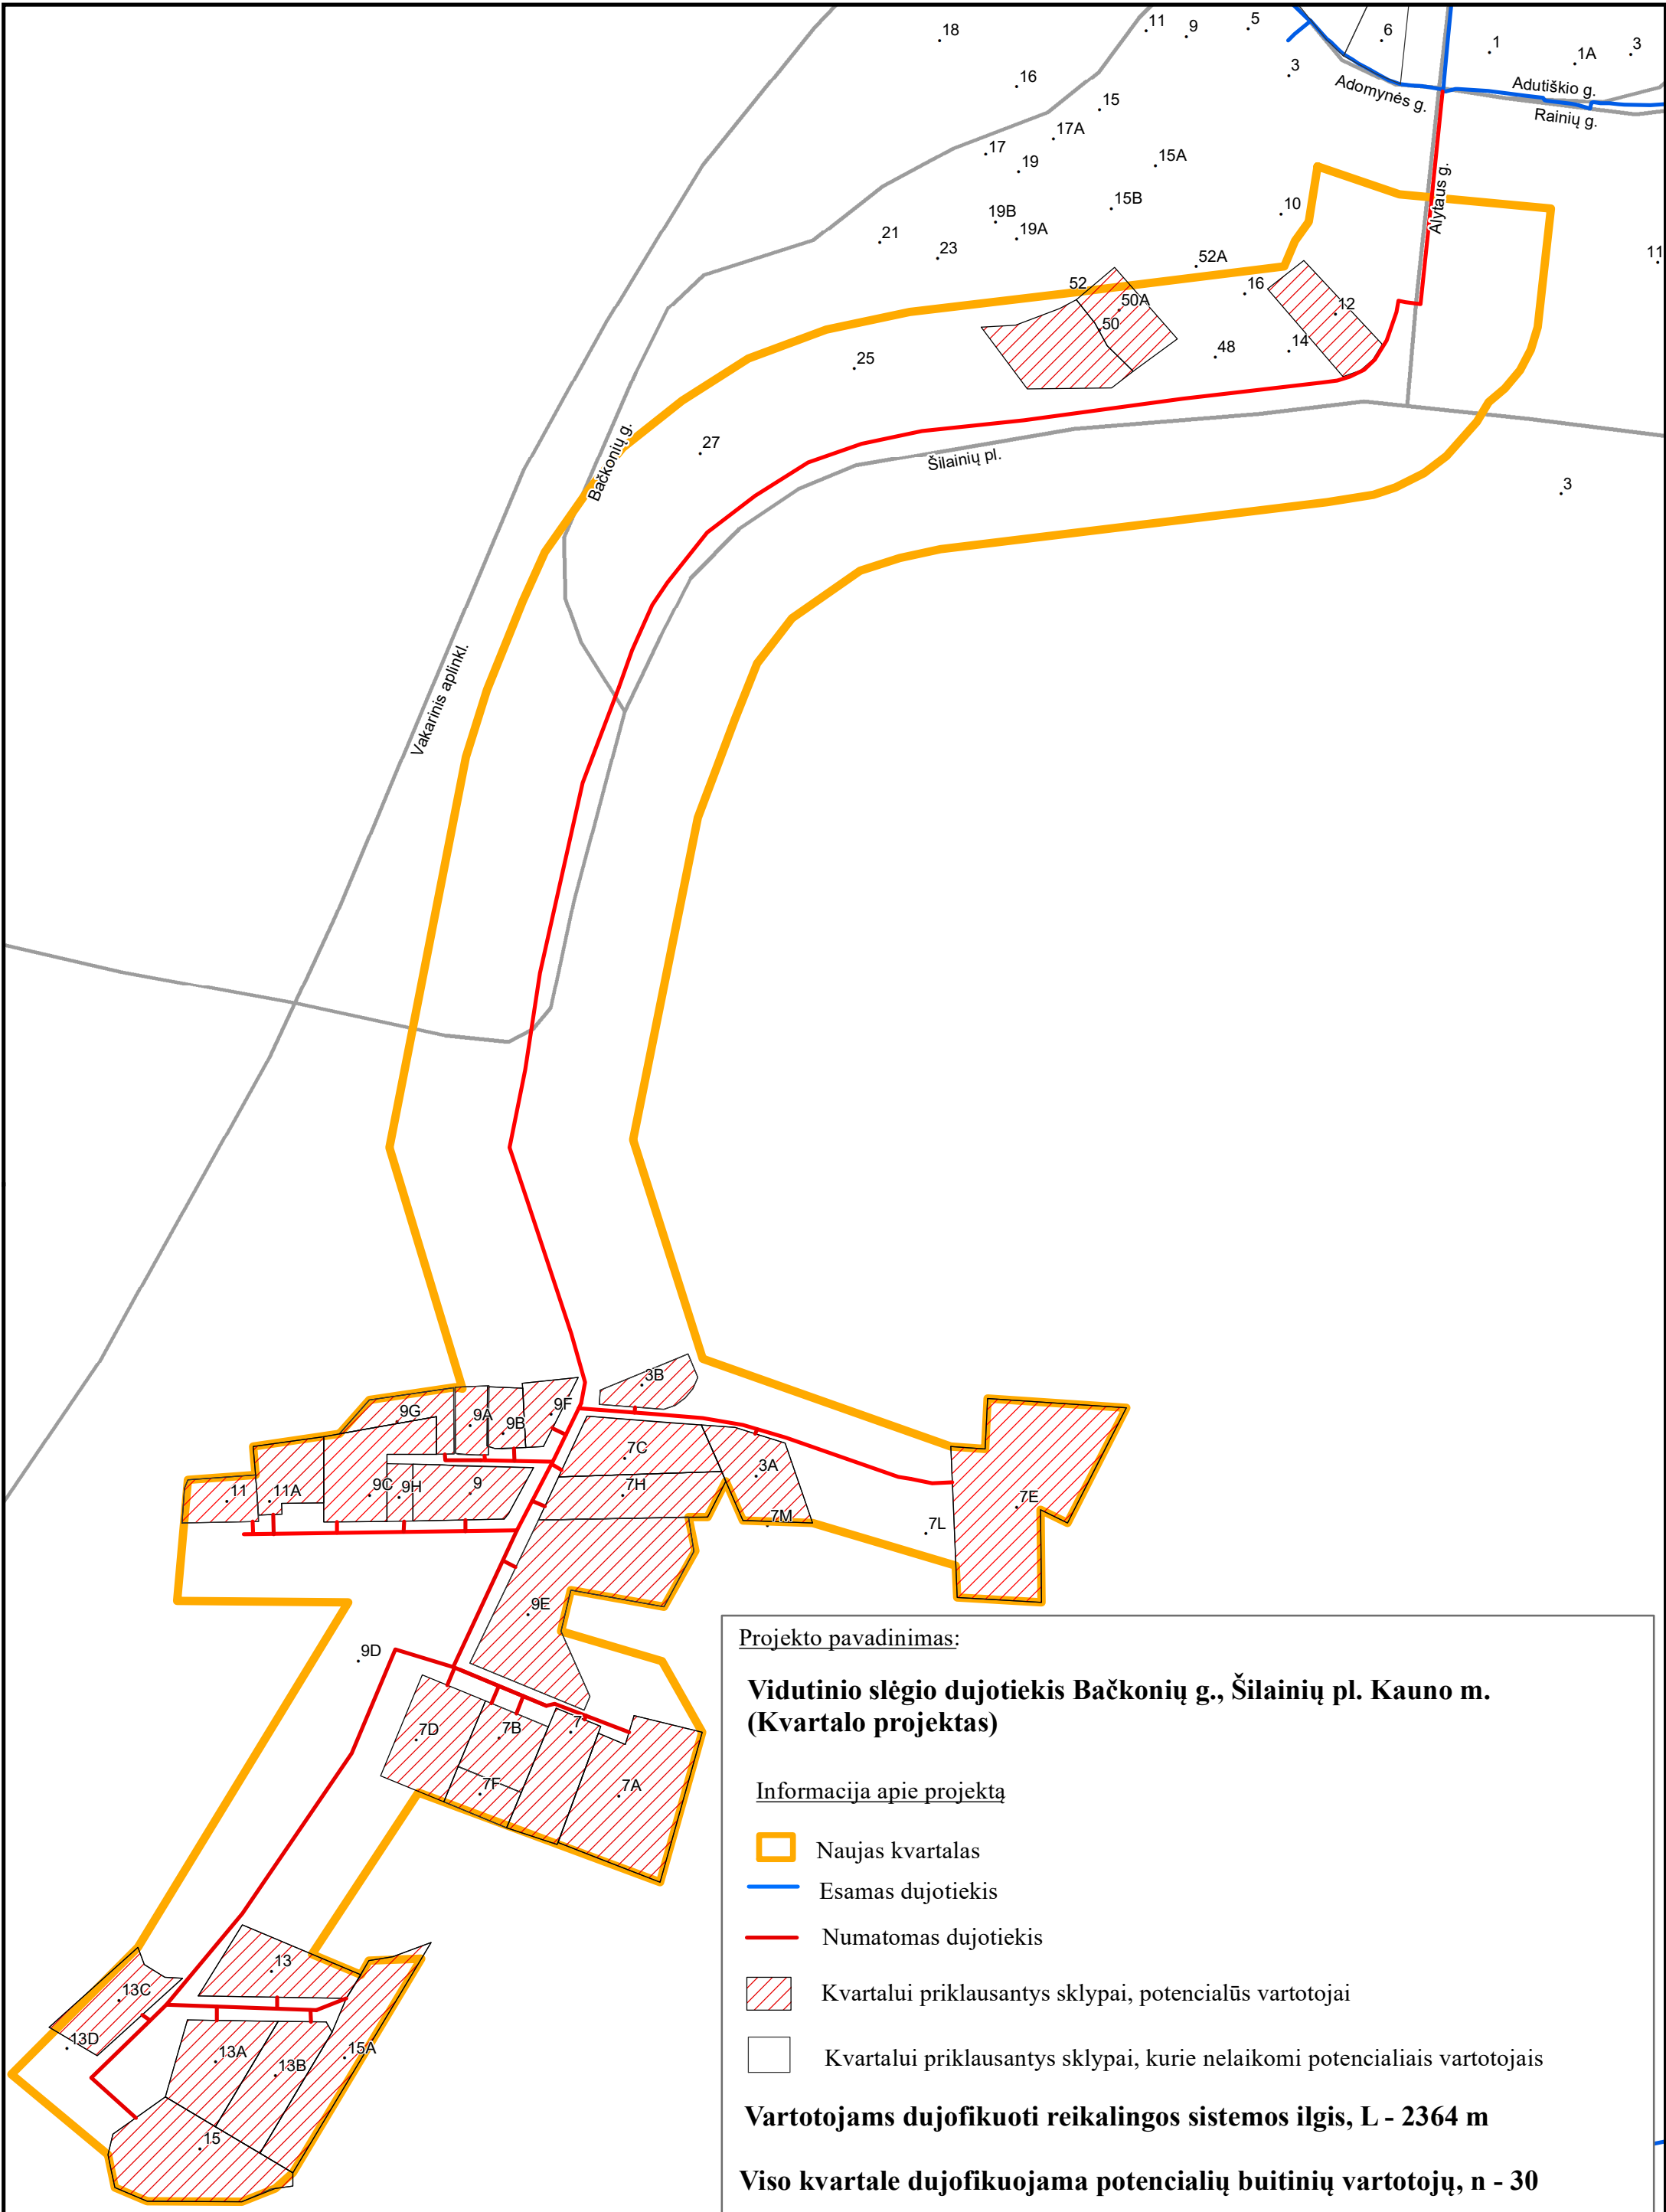 18
11
9
5
6
1
1A
3
16
3
Adomynės g.
Adutiškio g.
Rainių g.
15
17A
17
19
15A
Alytaus g.
15B
10
19B
19A
21
23
52A
11
52
16
50A
12
50
48
14
25
27
Bačkonių g.
Šilainių pl.
3
Vakarinis aplinkl.
3B
9G
9A
9B
9F
7C
3A
11
11A
9C
9H
9
7H
7E
7M
7L
9E
9D
7D
7B
7
7F
7A
13
13C
13D
13A
13B
15A
15
Projekto pavadinimas:
Vidutinio slėgio dujotiekis Bačkonių g., Šilainių pl. Kauno m.
(Kvartalo projektas)
Informacija apie projektą
Naujas kvartalas
Esamas dujotiekis
Numatomas dujotiekis
Kvartalui priklausantys sklypai, potencialūs vartotojai
Kvartalui priklausantys sklypai, kurie nelaikomi potencialiais vartotojais
Vartotojams dujofikuoti reikalingos sistemos ilgis, L - 2364 m
Viso kvartale dujofikuojama potencialių buitinių vartotojų, n - 30